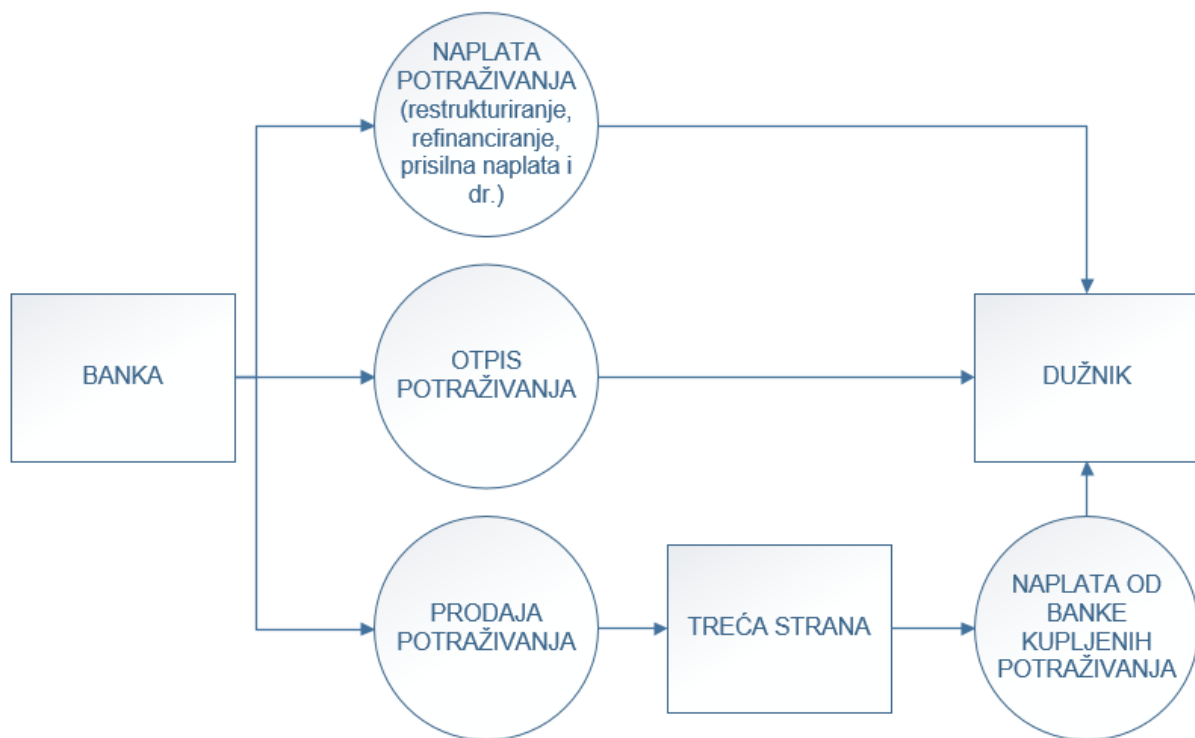 NAPLATA
POTRAŽIVANJA
(restrukturiranje,
refinanciranje,
prisilna naplata i
dr.)
BANKA
OTPIS
POTRAŽIVANJA
DUŽNIK
PRODAJA
POTRAŽIVANJA
TREĆA STRANA
NAPLATA OD
BANKE
KUPLJENIH
POTRAŽIVANJA